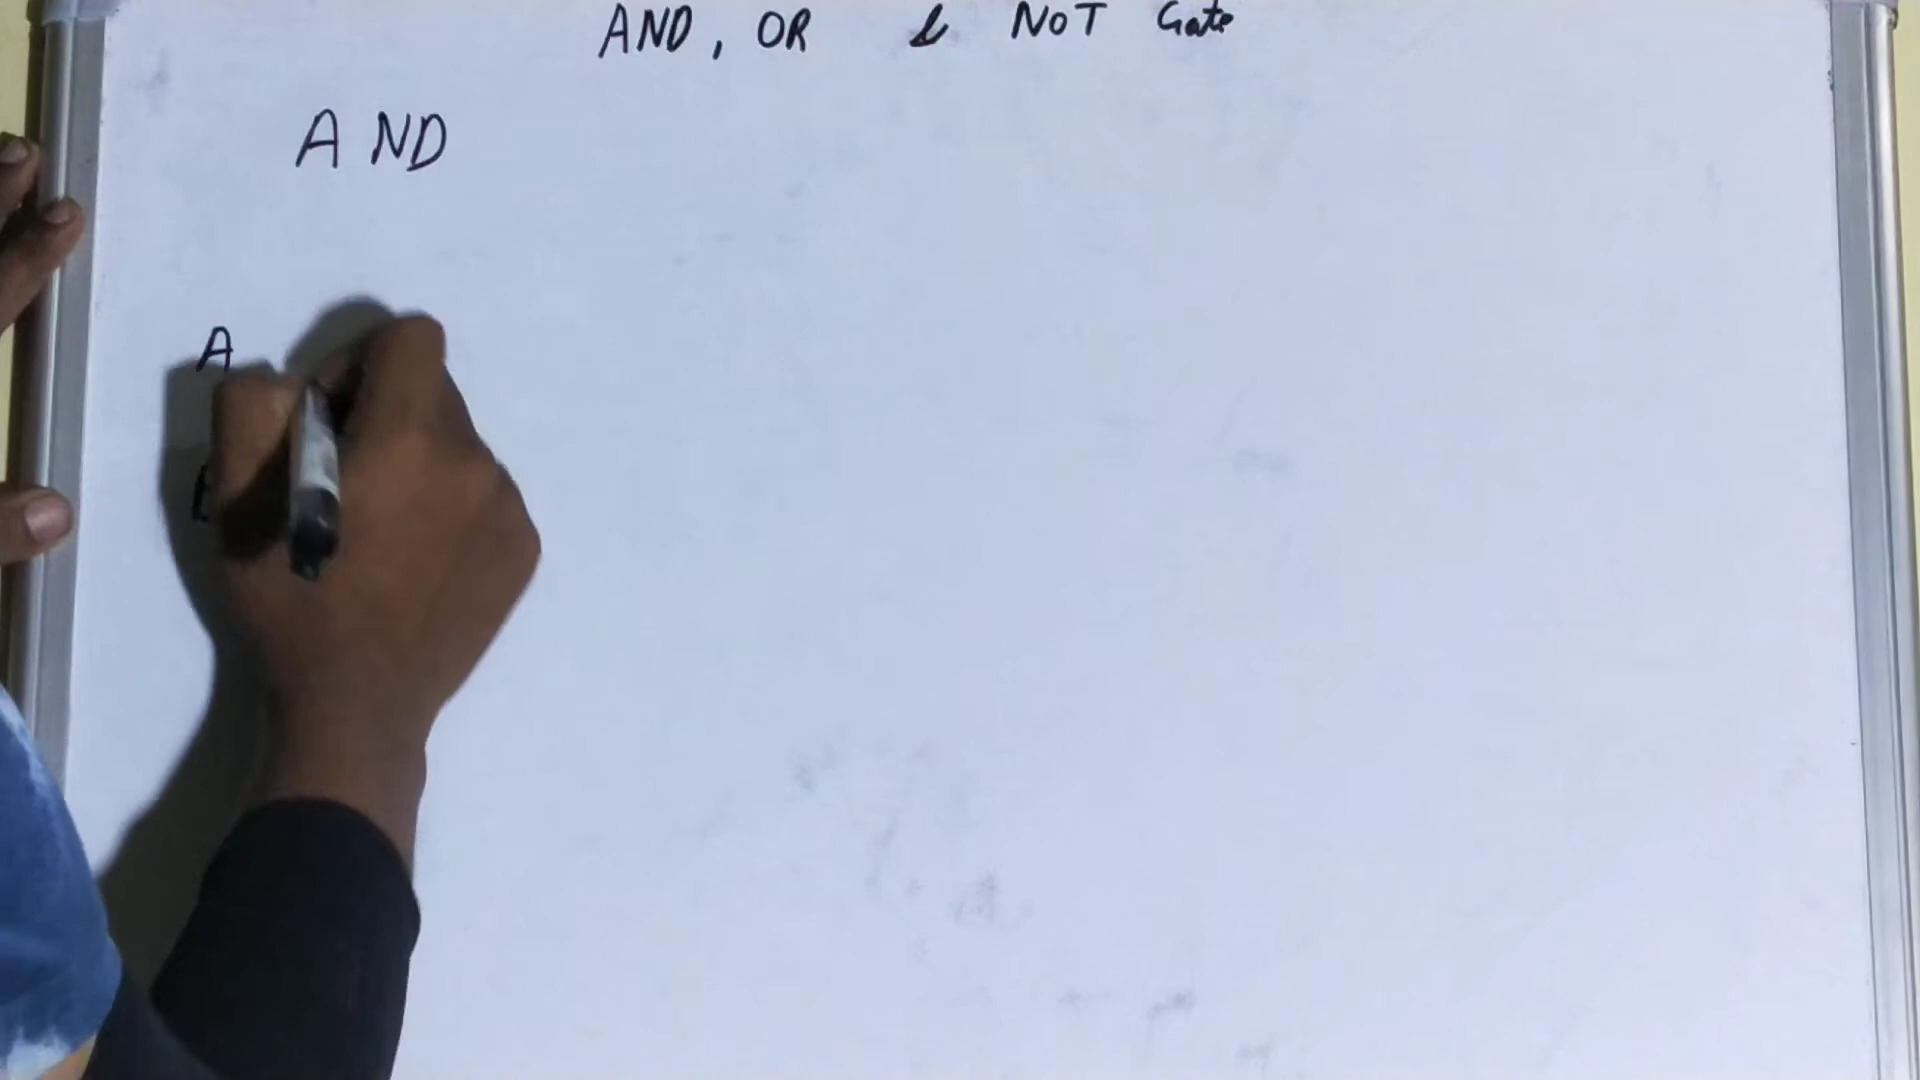 AND, OR & NOT Gate
AND
A